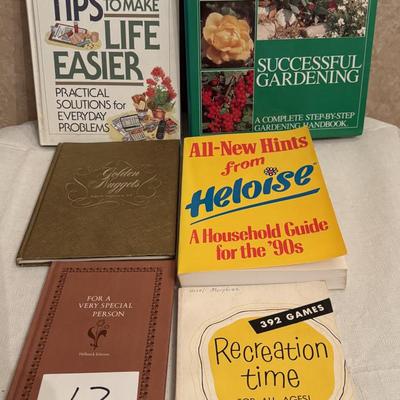 TIPS TO MAKE
LIFE
EASIER
PRACTICAL
SOLUTIONS for
EVERYDAY
PROBLEMS
SUCCESSFUL
GARDENING
A COMPLETE STEP-BY-STEP
GARDENING HANDBOOK
Golden
Nuggets
All-New Hints
from
Heloise
A Household Guide
for the '90s
FOR A
VERY SPECIAL
PERSON
Hallmark Editions
392 GAMES
Recreation
time
FOR ALL AGES!